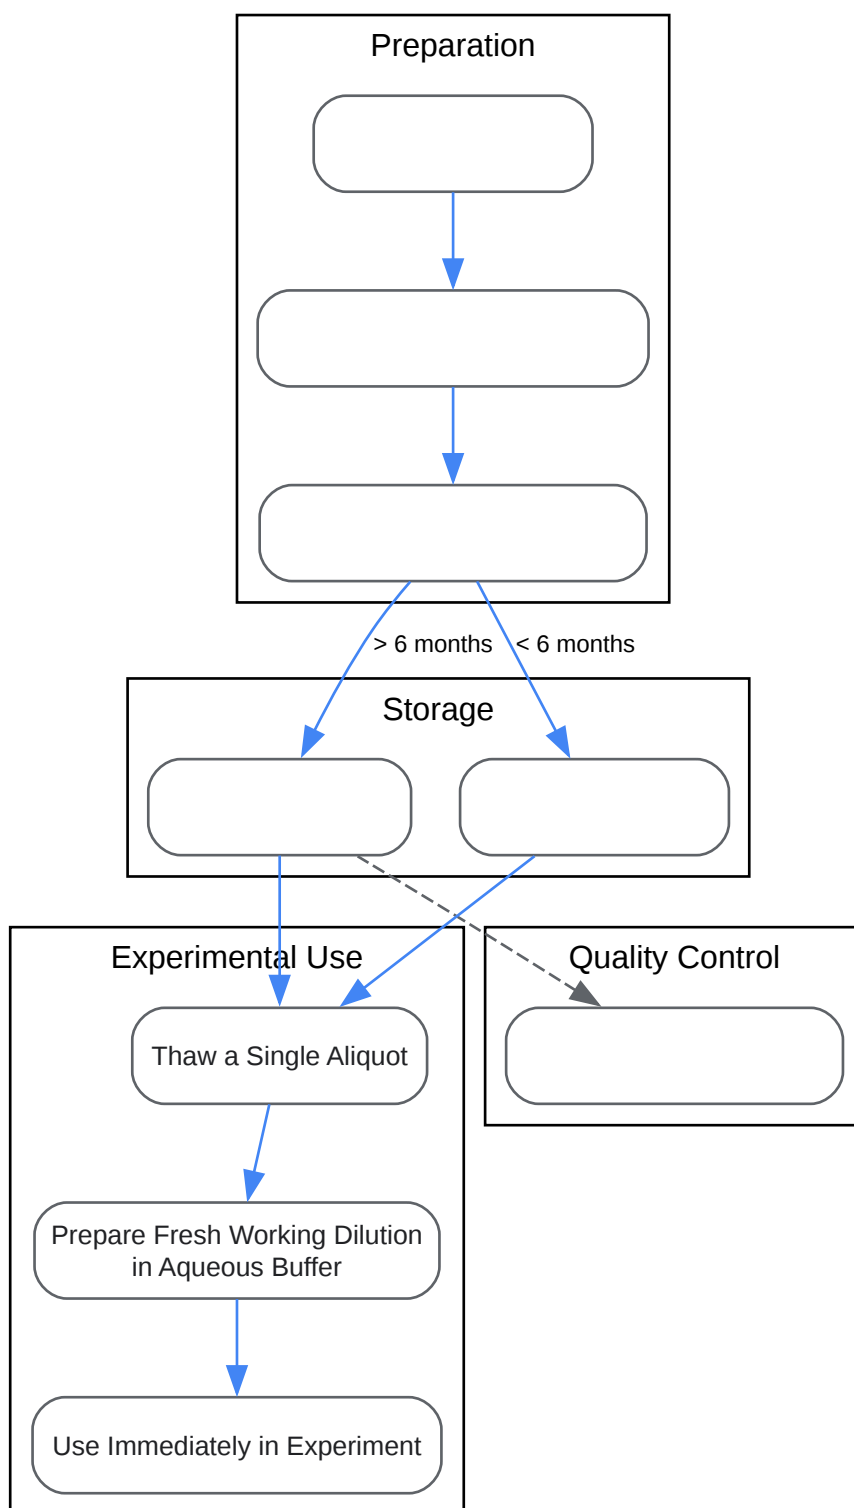 Preparation
> 6 months
< 6 months
Storage
Experimental Use
Quality Control
Thaw a Single Aliquot
Prepare Fresh Working Dilution
in Aqueous Buffer
Use Immediately in Experiment